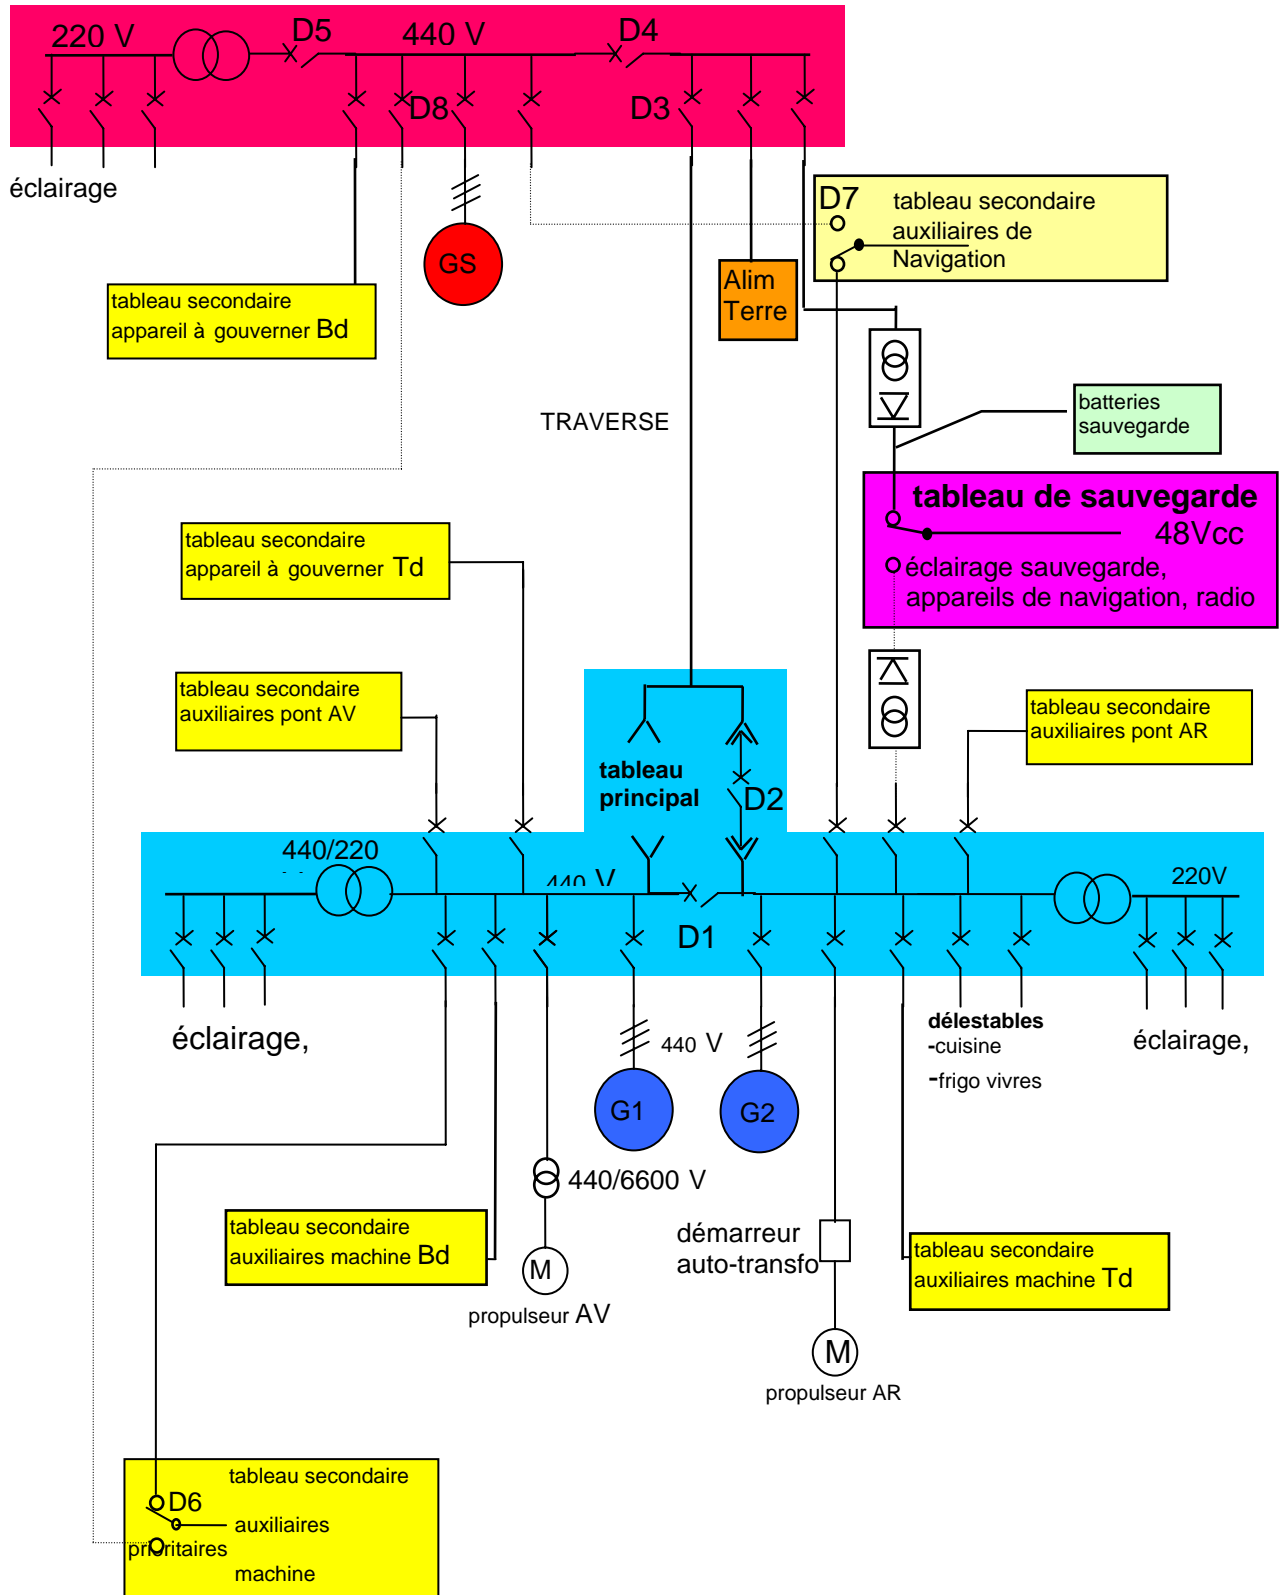 220 V
D5
440 V
D4
D8
D3
éclairage
D7
tableau secondaire
auxiliaires de
Navigation
GS
Alim
Terre
tableau secondaire
appareil à gouverner Bd
TRAVERSE
batteries
sauvegarde
tableau de sauvegarde
48Vcc
éclairage sauvegarde,
appareils de navigation, radio
tableau secondaire
appareil à gouverner Td
tableau secondaire
auxiliaires pont AV
tableau secondaire
auxiliaires pont AR
tableau
principal
D2
440/220
440 V
220V
D1
éclairage,
440 V
délestables
-cuisine
-frigo vivres
éclairage,
G1
G2
440/6600 V
tableau secondaire
auxiliaires machine Bd
démarreur
auto-transfo
tableau secondaire
auxiliaires machine Td
M
propulseur AV
M
propulseur AR
tableau secondaire
D6
auxiliaires
prioritaires
machine